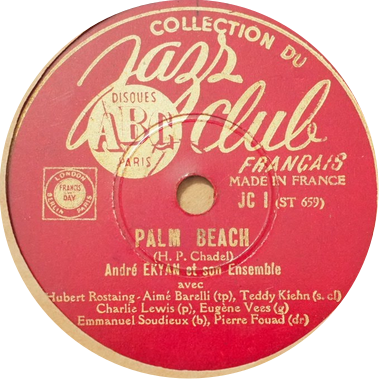 COLLECTION DU
Jazz
club
DISQUES
ABC
PARIS
FRANÇAIS
MADE IN FRANCE
LONDON
FRANCIS
DAY
BERLIN PARIS
JC 1 (ST 659)
PALM BEACH
(H. P. Chadel)
André EKYAN et son Ensemble
avec
Hubert Rostaing - Aimé Barelli (tp), Teddy Kiehn (s. cl)
Charlie Lewis (p), Eugène Vees (g)
Emmanuel Soudieux (b), Pierre Fouad (dr)